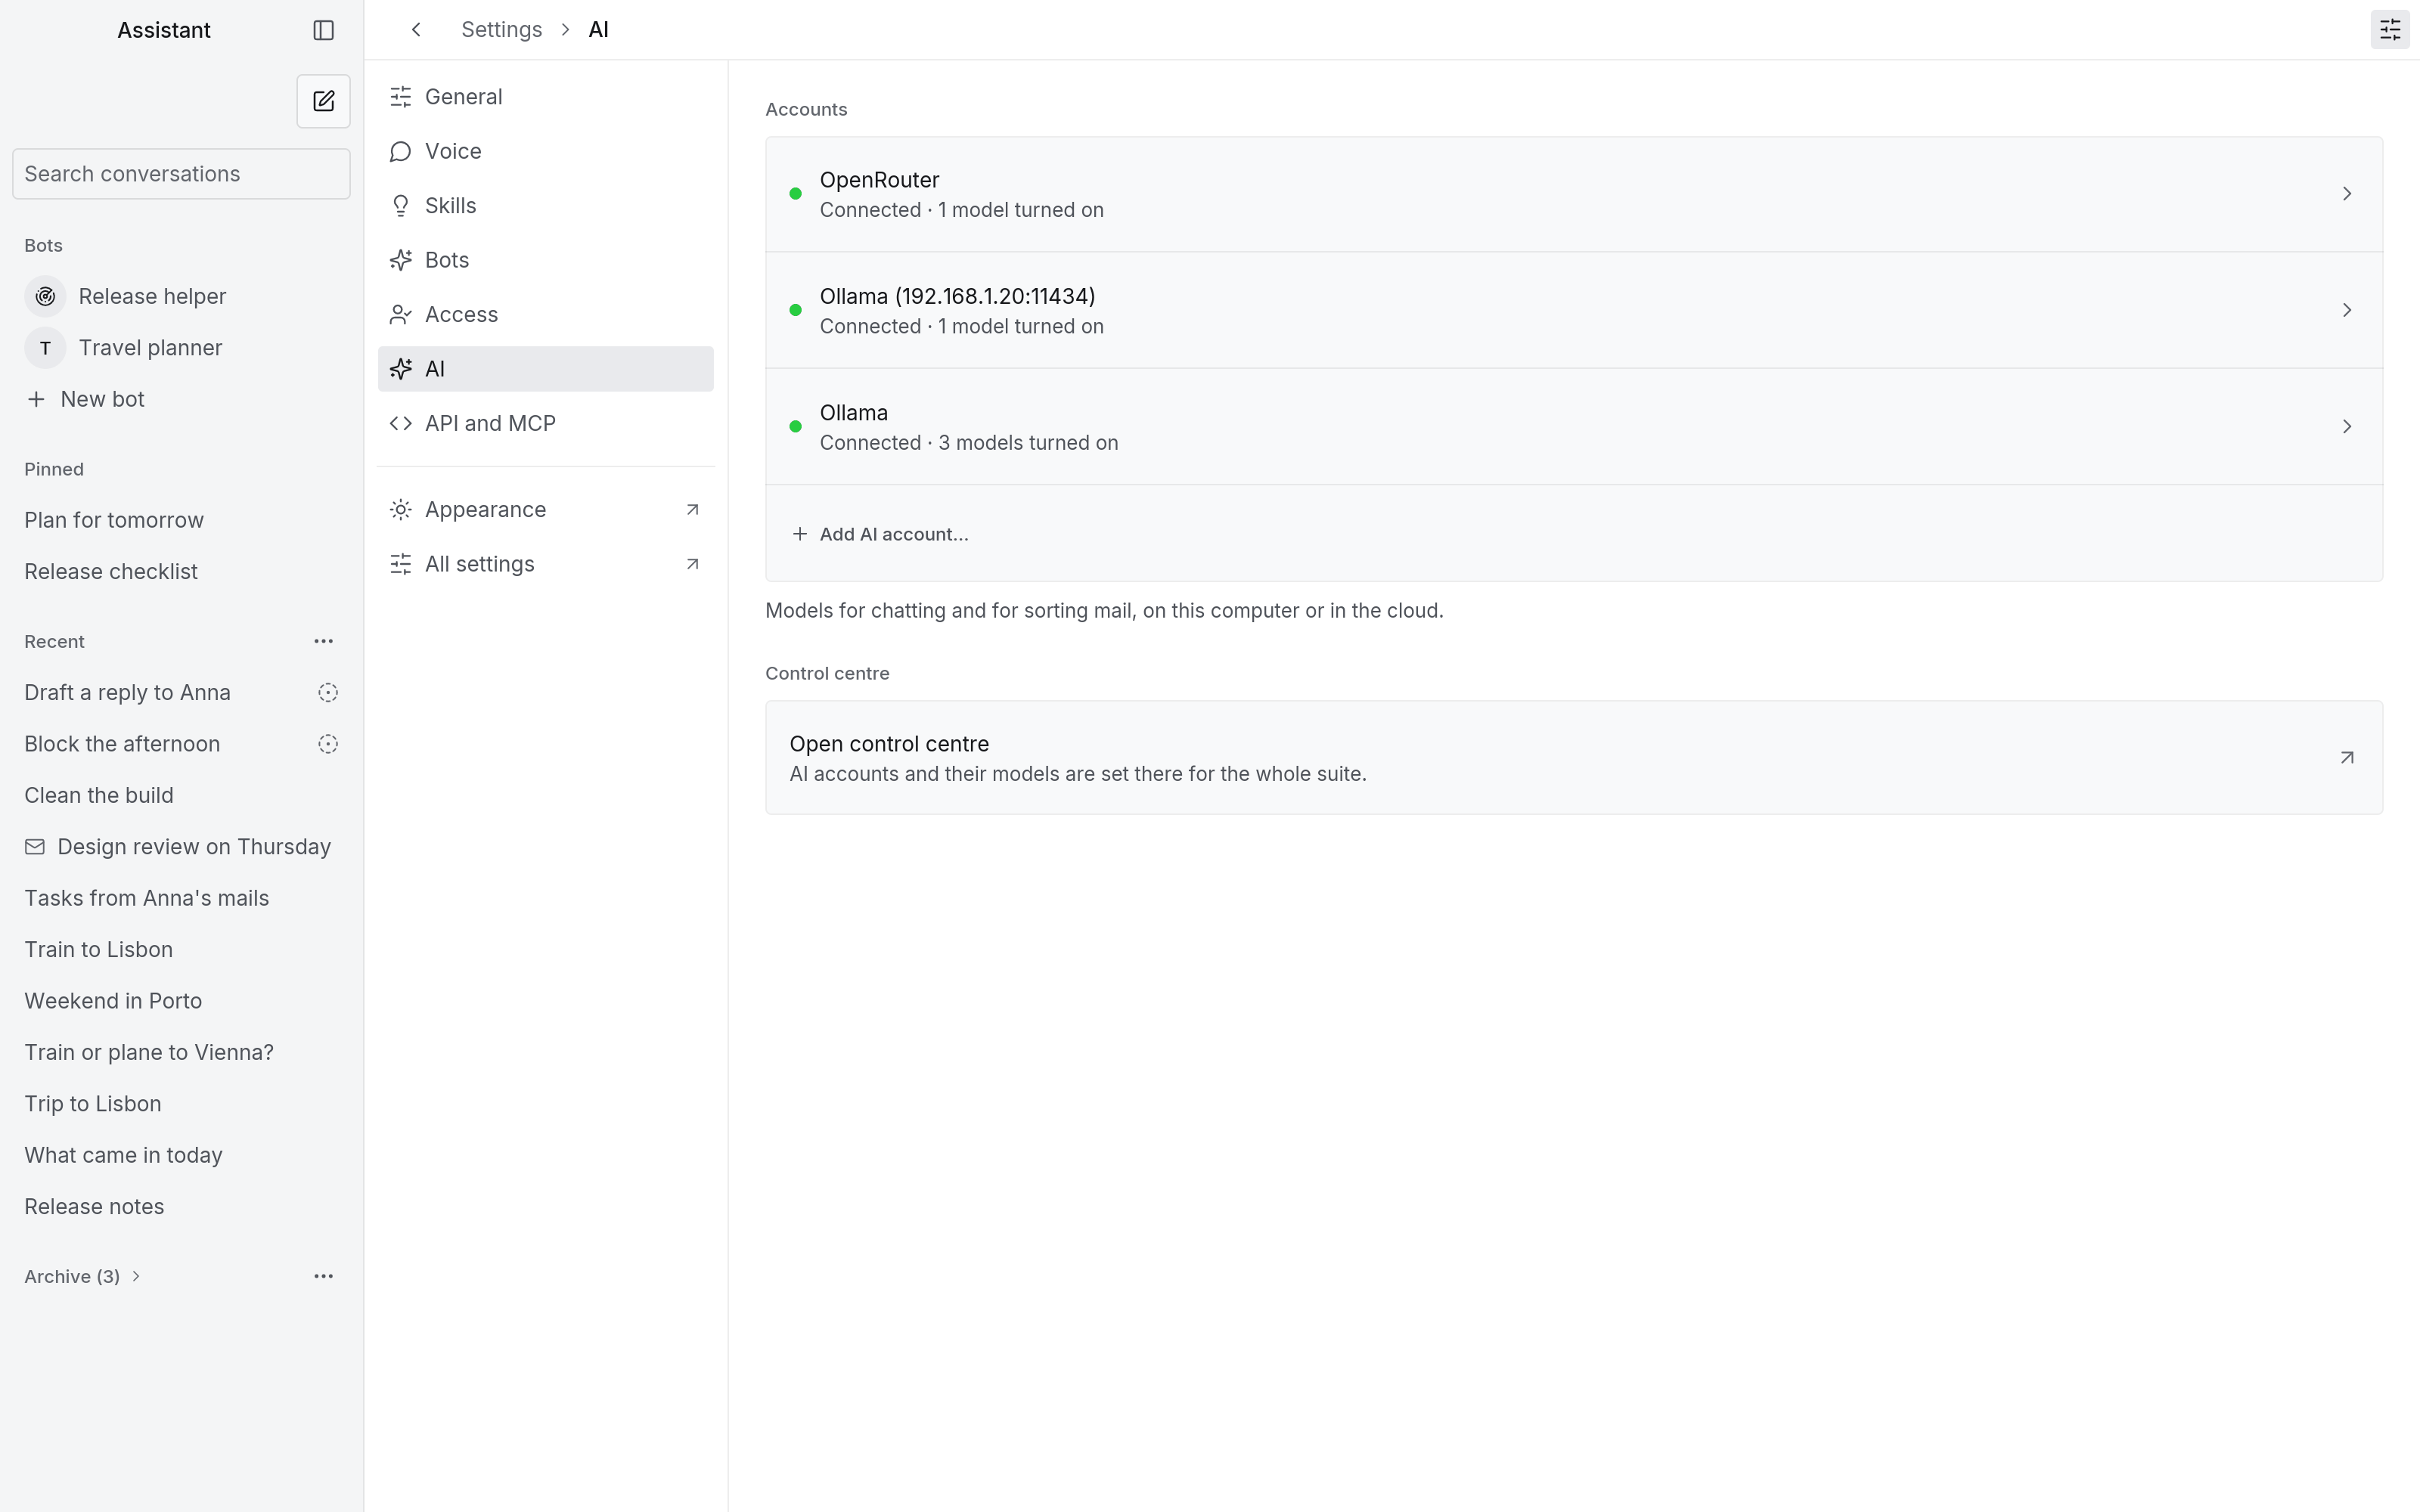 Assistant
Search conversations
Bots
Release helper
T
Travel planner
New bot
Pinned
Plan for tomorrow
Release checklist
Recent
Draft a reply to Anna
Block the afternoon
Clean the build
Design review on Thursday
Tasks from Anna's mails
Train to Lisbon
Weekend in Porto
Train or plane to Vienna?
Trip to Lisbon
What came in today
Release notes
Archive (3)
Settings
AI
General
Voice
Skills
Bots
Access
AI
API and MCP
Appearance
All settings
Accounts
OpenRouter
Connected · 1 model turned on
Ollama (192.168.1.20:11434)
Connected · 1 model turned on
Ollama
Connected · 3 models turned on
Add AI account...
Models for chatting and for sorting mail, on this computer or in the cloud.
Control centre
Open control centre
AI accounts and their models are set there for the whole suite.